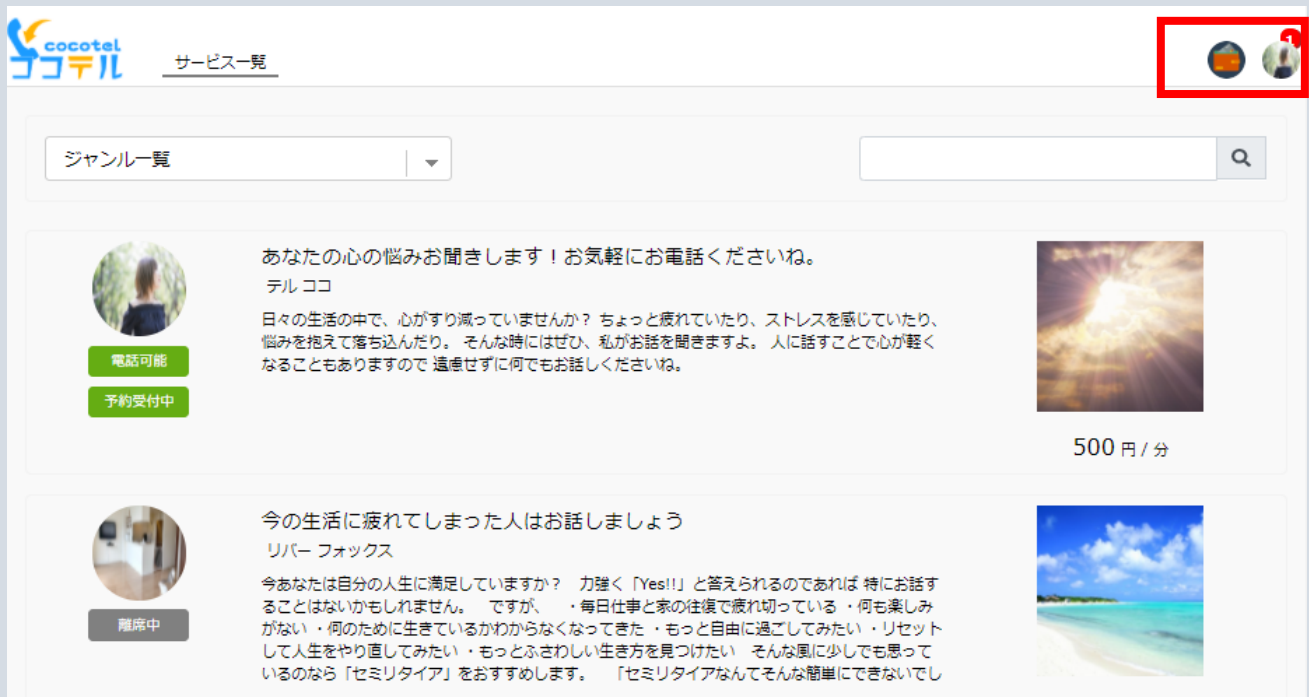 cocotel
ココテル
サービス一覧
1
ジャンル一覧
あなたの心の悩みお聞きします！お気軽にお電話くださいね。
テル ココ
日々の生活の中で、心がすり減っていませんか？ ちょっと疲れていたり、ストレスを感じていたり、
悩みを抱えて落ち込んだり。 そんな時にはぜひ、私がお話を聞きますよ。 人に話すことで心が軽く
なることもありますので 遠慮せずに何でもお話しくださいね。
電話可能
予約受付中
500 円 / 分
今の生活に疲れてしまった人はお話しましょう
リバー フォックス
今あなたは自分の人生に満足していますか？　力強く「Yes!!」と答えられるのであれば 特にお話す
ることはないかもしれません。　ですが、　・毎日仕事と家の往復で疲れ切っている ・何も楽しみ
がない ・何のために生きているかわからなくなってきた ・もっと自由に過ごしてみたい ・リセット
して人生をやり直してみたい ・もっとふさわしい生き方を見つけたい　そんな風に少しでも思って
いるのなら「セミリタイア」をおすすめします。　「セミリタイアなんてそんな簡単にできないでし
離席中